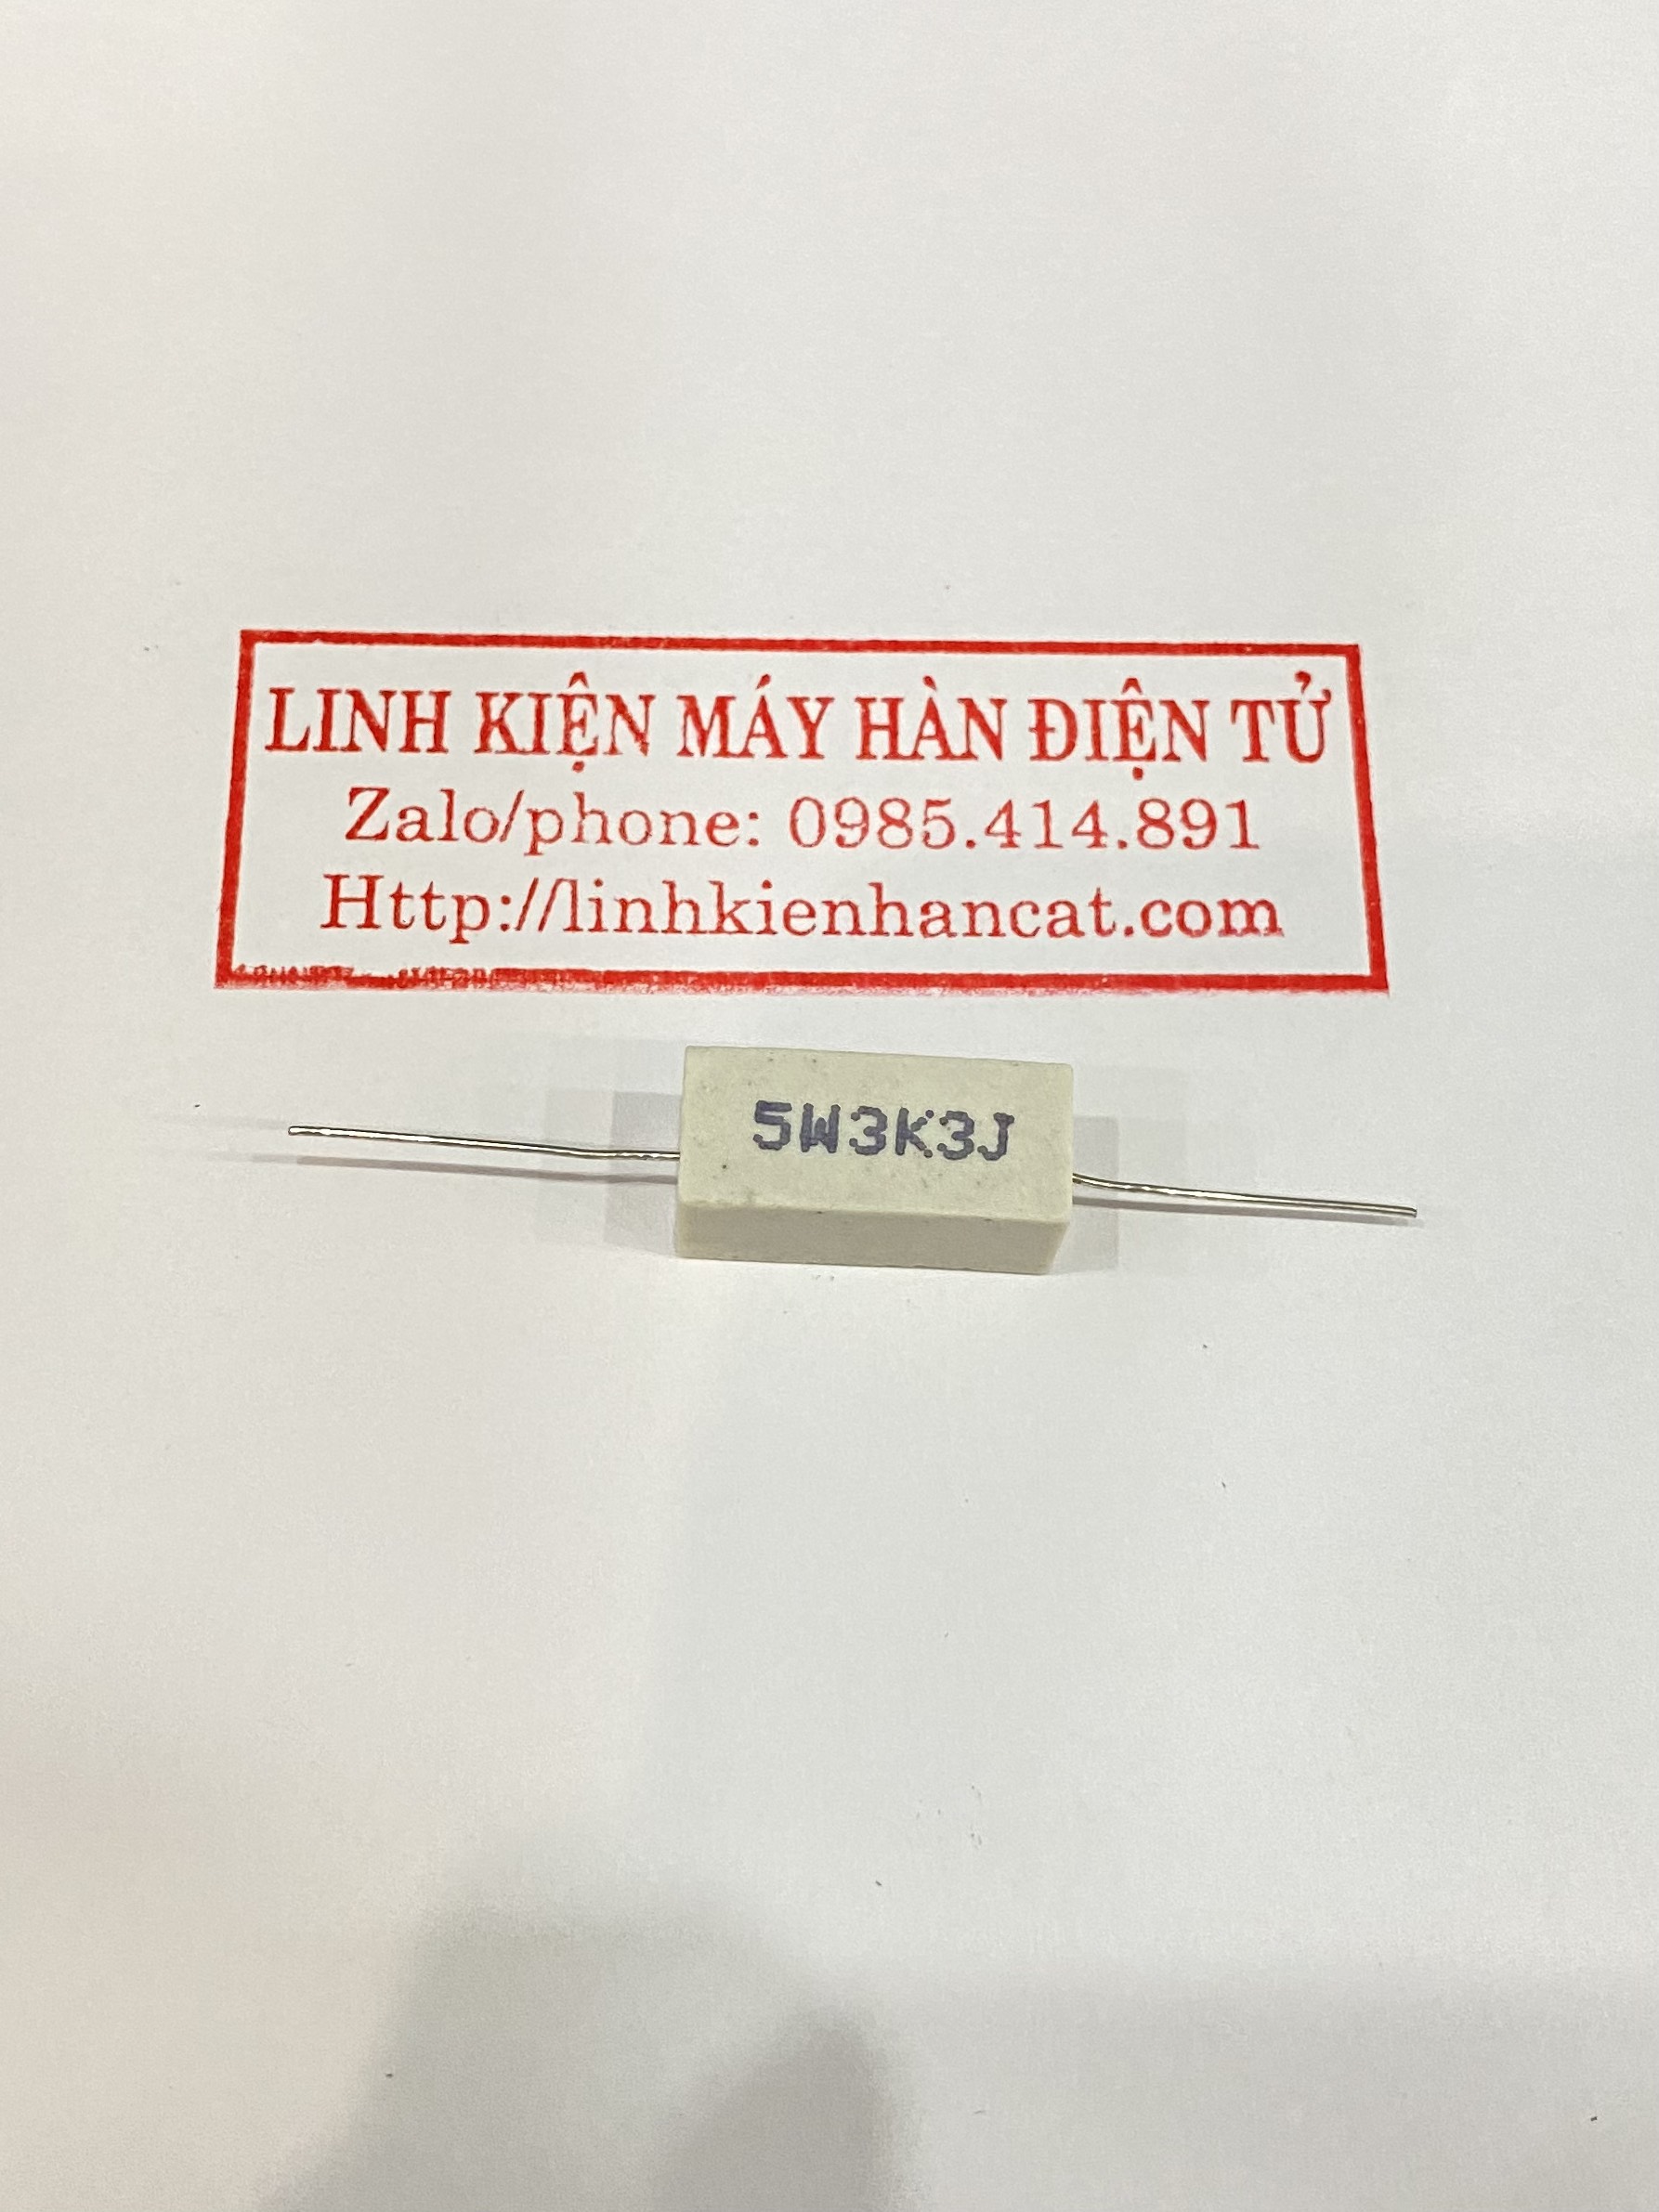 LINH KIỆN MÁY HÀN ĐIỆN TỬ
Zalo/phone: 0985.414.891
Http://linhkienhancat.com
5W3K3J